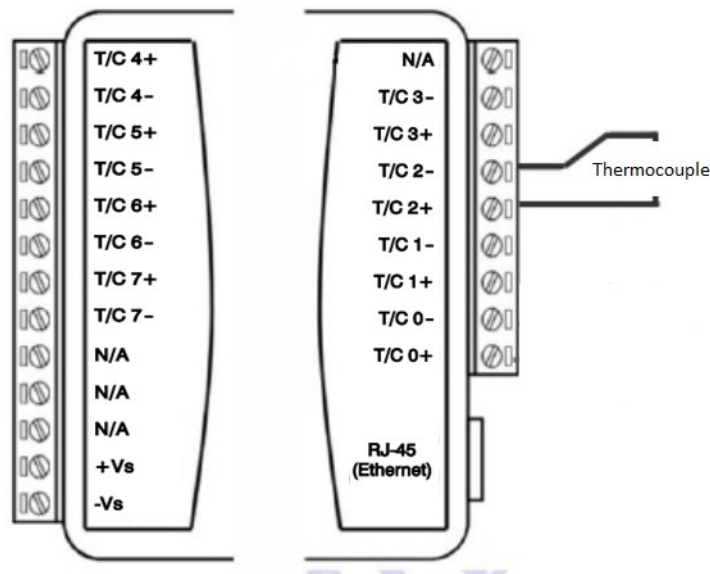 T/C 4+
T/C 4-
T/C 5+
T/C 5-
T/C 6+
T/C 6-
T/C 7+
T/C 7-
N/A
N/A
N/A
+Vs
-Vs
N/A
T/C 3-
T/C 3+
T/C 2-
T/C 2+
T/C 1-
T/C 1+
T/C 0-
T/C 0+
RJ-45
(Ethernet)
Thermocouple